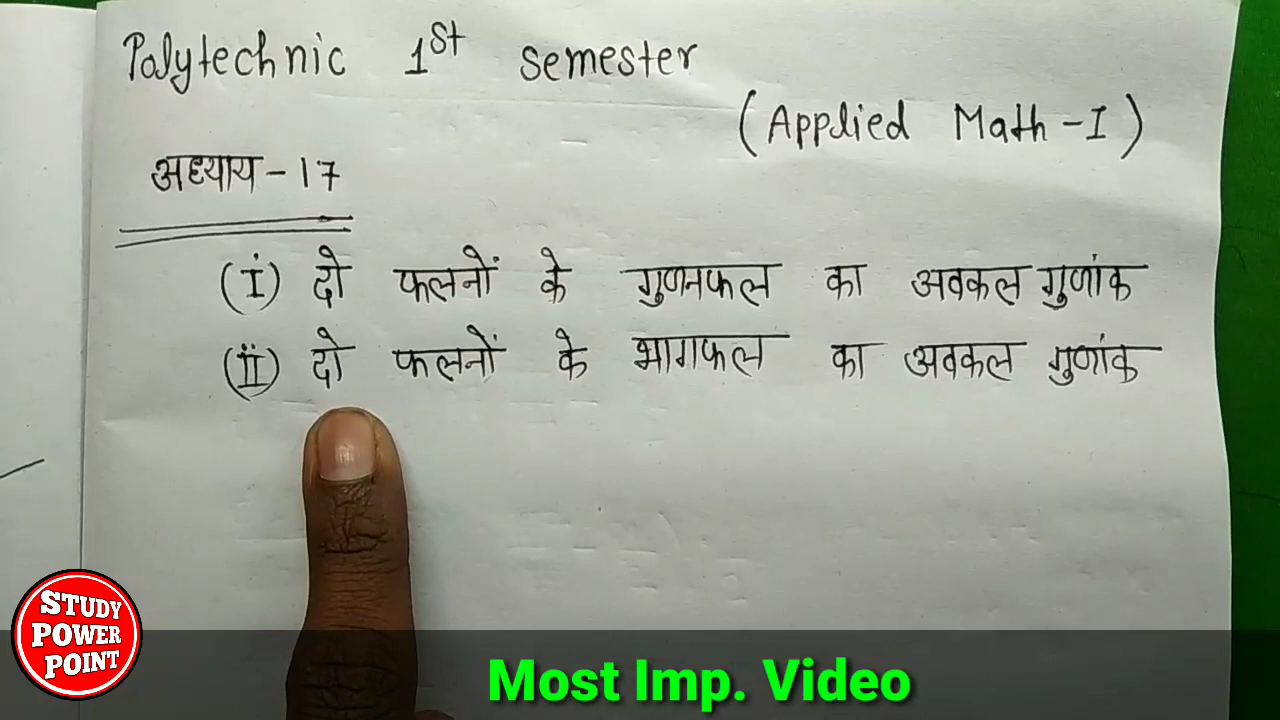 Polytechnic 1st semester
(Applied Math-I)
अध्याय-17
(i) दो फलनों के गुणनफल का अवकल गुणांक
(ii) दो फलनों के भागफल का अवकल गुणांक
STUDY
POWER
POINT
Most Imp. Video